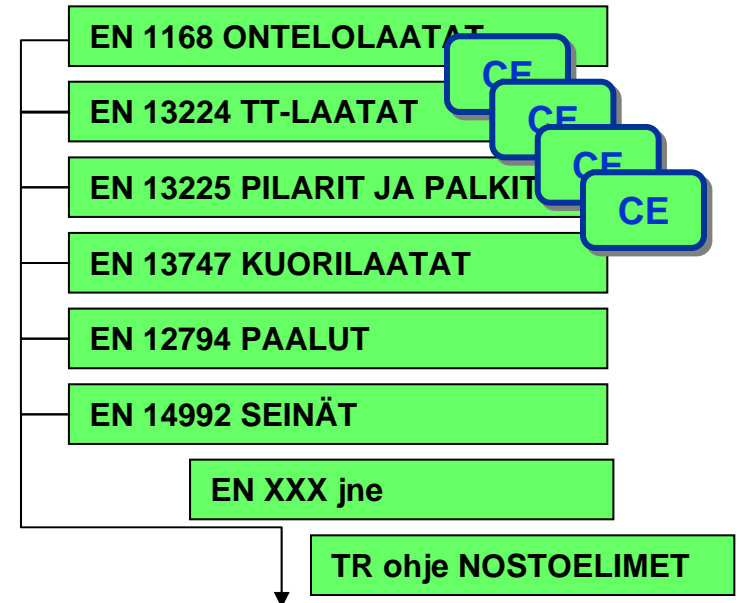 EN 1168 ONTELOLAATAT
CE
EN 13224 TT-LAATAT
CE
CE
EN 13225 PILARIT JA PALKIT
CE
EN 13747 KUORILAATAT
EN 12794 PAALUT
EN 14992 SEINÄT
EN XXX jne
TR ohje NOSTOELIMET